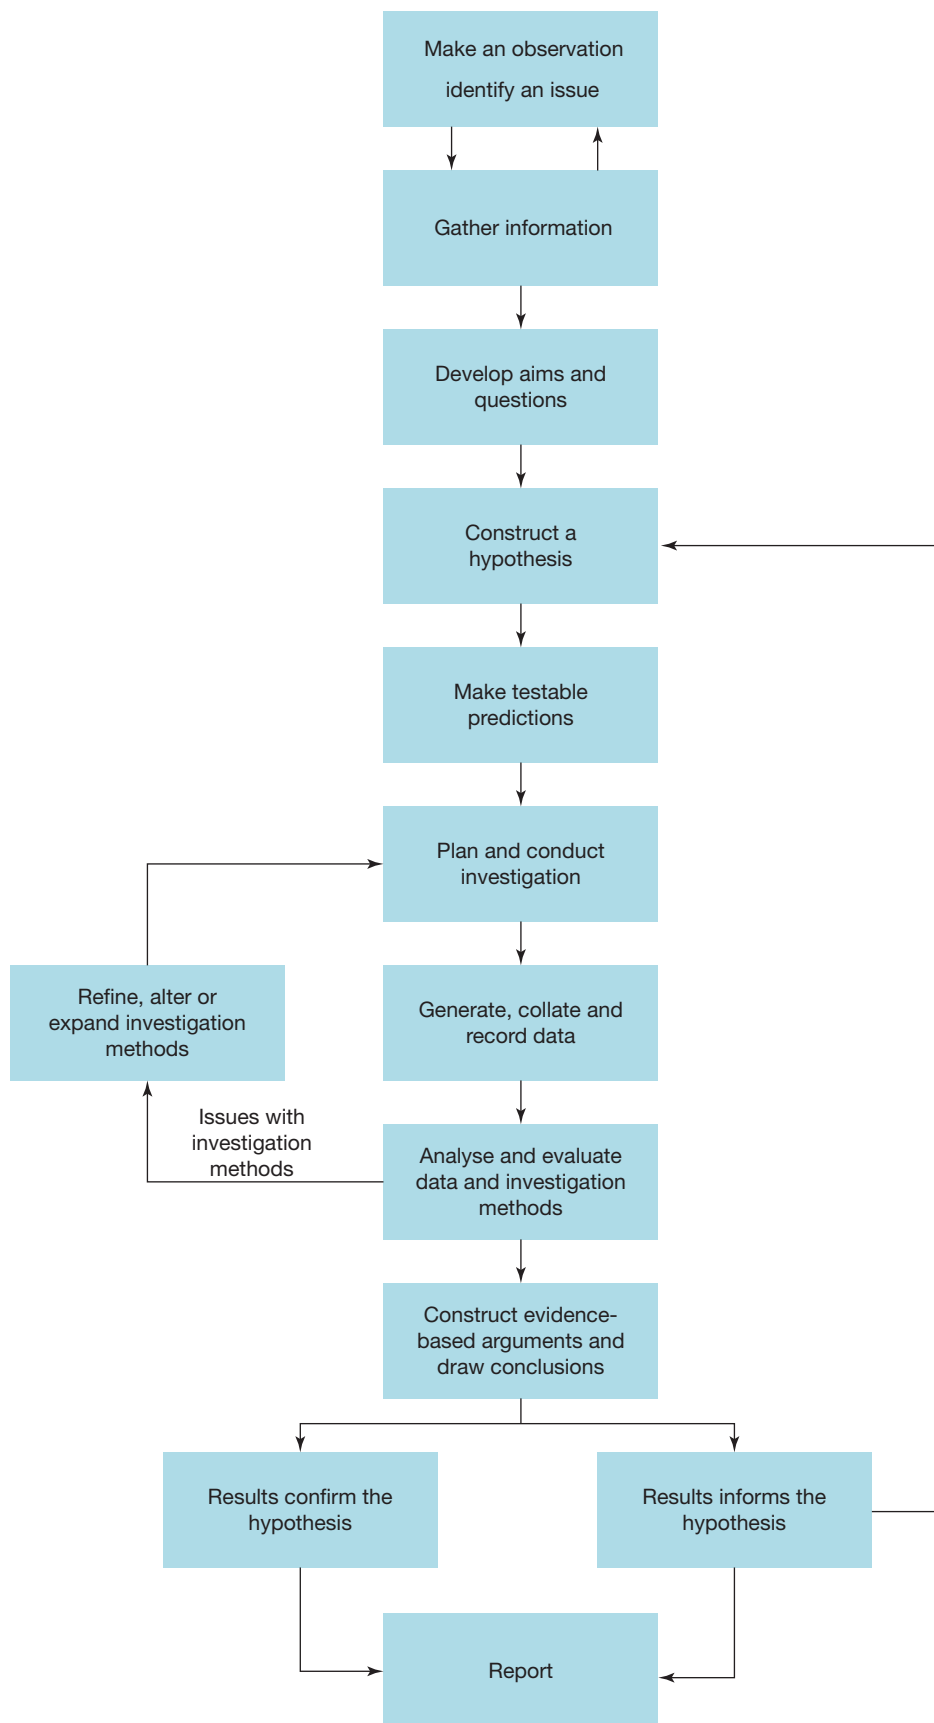 Make an observation
identify an issue
Gather information
Develop aims and
questions
Construct a
hypothesis
Make testable
predictions
Plan and conduct
investigation
Refine, alter or
expand investigation
methods
Generate, collate and
record data
Issues with
investigation
methods
Analyse and evaluate
data and investigation
methods
Construct evidence-
based arguments and
draw conclusions
Results confirm the
hypothesis
Results informs the
hypothesis
Report